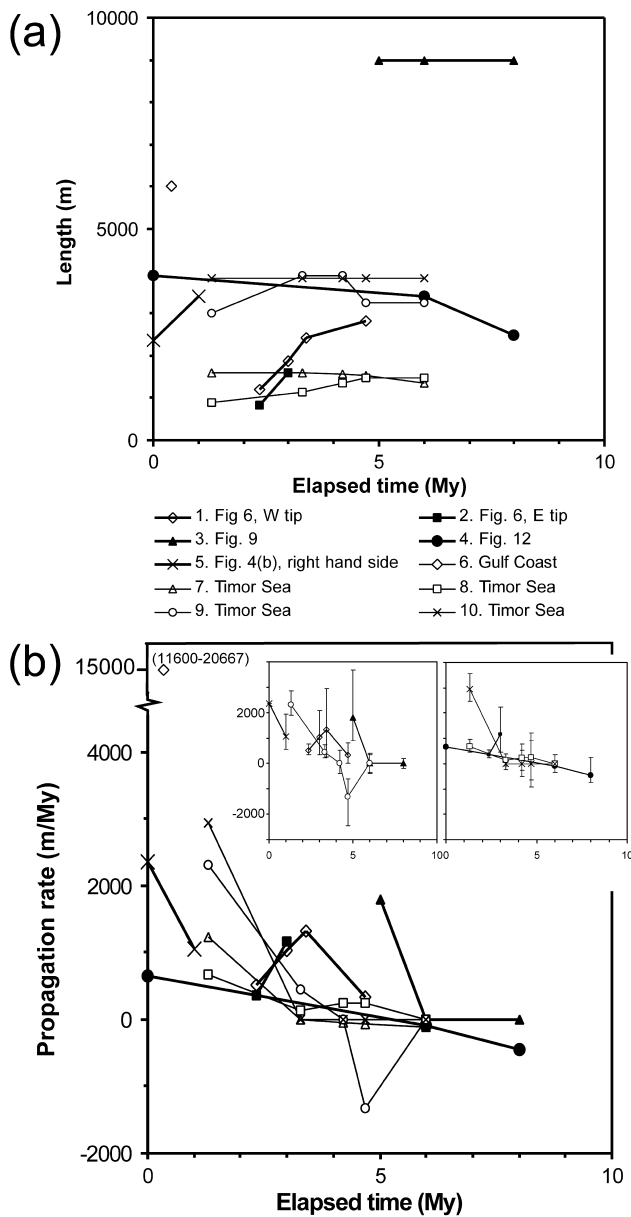 (a)
10000
5000
0
Length (m)
0 5 10
Elapsed time (My)
1. Fig 6, W tip 2. Fig. 6, E tip
3. Fig. 9 4. Fig. 12
5. Fig. 4(b), right hand side 6. Gulf Coast
7. Timor Sea 8. Timor Sea
9. Timor Sea 10. Timor Sea
(b)
(11600-20667)
15000
4000
2000
0
-2000
Propagation rate (m/My)
2000
0
-2000
0 5 10 0 5 10
0 5 10
Elapsed time (My)